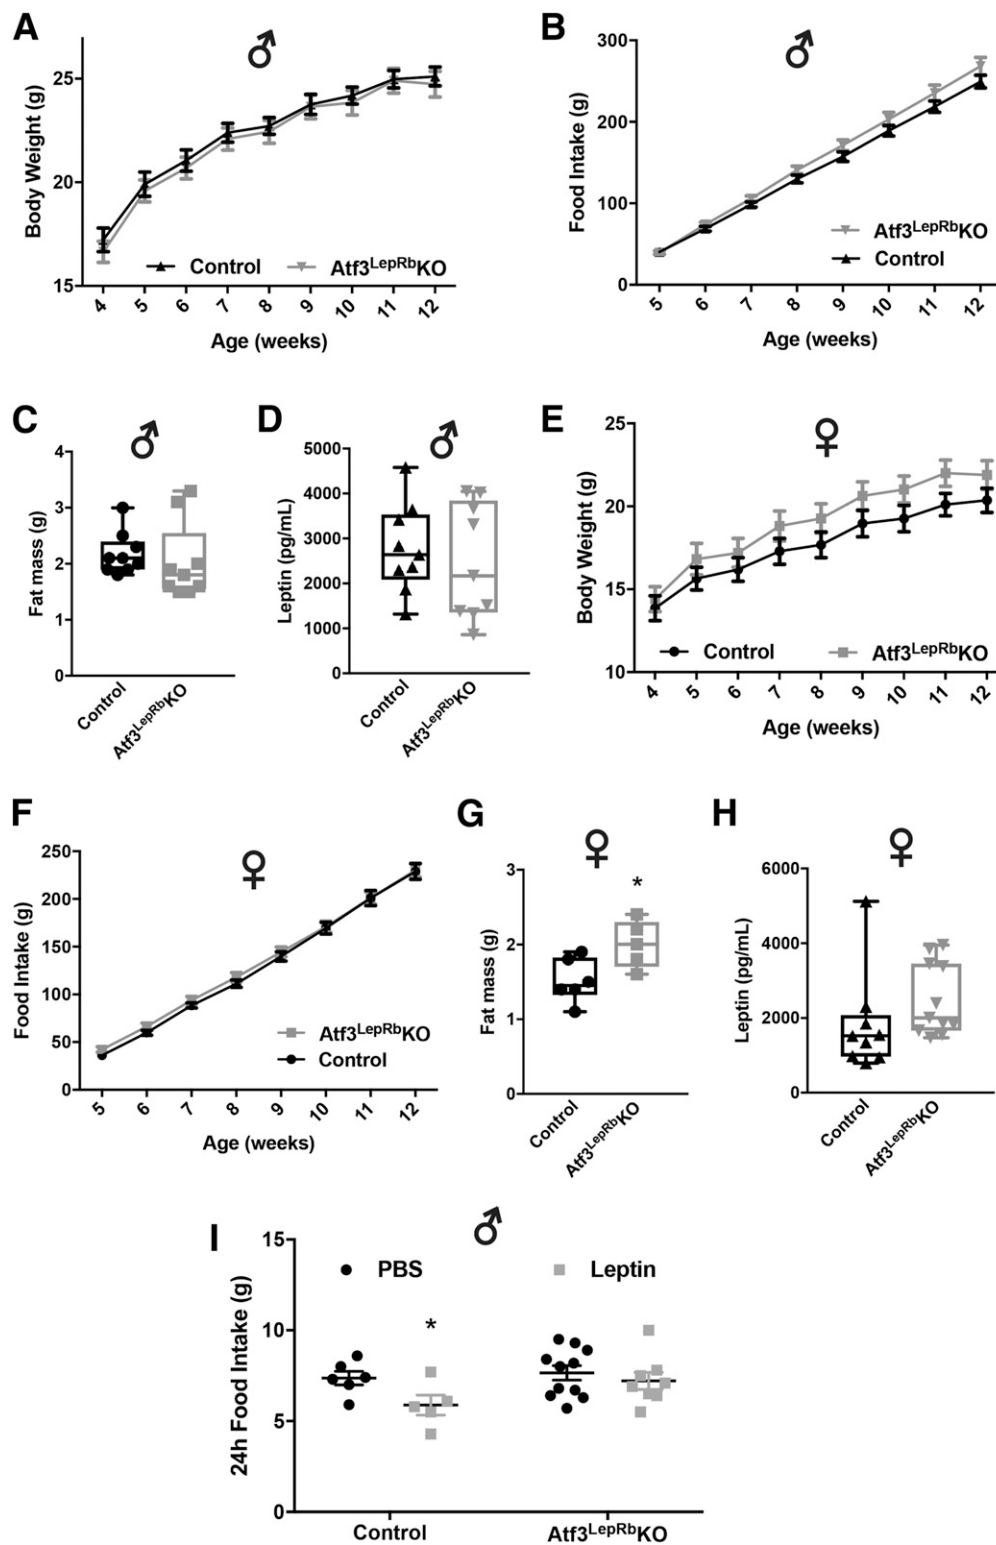 A
♂
Body Weight (g)
25
20
15
Control
Atf3LepRbKO
4 5 6 7 8 9 10 11 12
Age (weeks)
B
♂
Food Intake (g)
300
200
100
0
Atf3LepRbKO
Control
5 6 7 8 9 10 11 12
Age (weeks)
C
♂
Fat mass (g)
4
3
2
1
0
Control
Atf3LepRbKO
D
♂
Leptin (pg/mL)
5000
4000
3000
2000
1000
0
Control
Atf3LepRbKO
E
♀
Body Weight (g)
25
20
15
10
Control
Atf3LepRbKO
4 5 6 7 8 9 10 11 12
Age (weeks)
F
♀
Food Intake (g)
250
200
150
100
50
0
Atf3LepRbKO
Control
5 6 7 8 9 10 11 12
Age (weeks)
G
♀
Fat mass (g)
3
2
1
0
*
Control
Atf3LepRbKO
H
♀
Leptin (pg/mL)
6000
4000
2000
0
Control
Atf3LepRbKO
I
♂
24h Food Intake (g)
15
10
5
0
PBS
Leptin
*
Control
Atf3LepRbKO